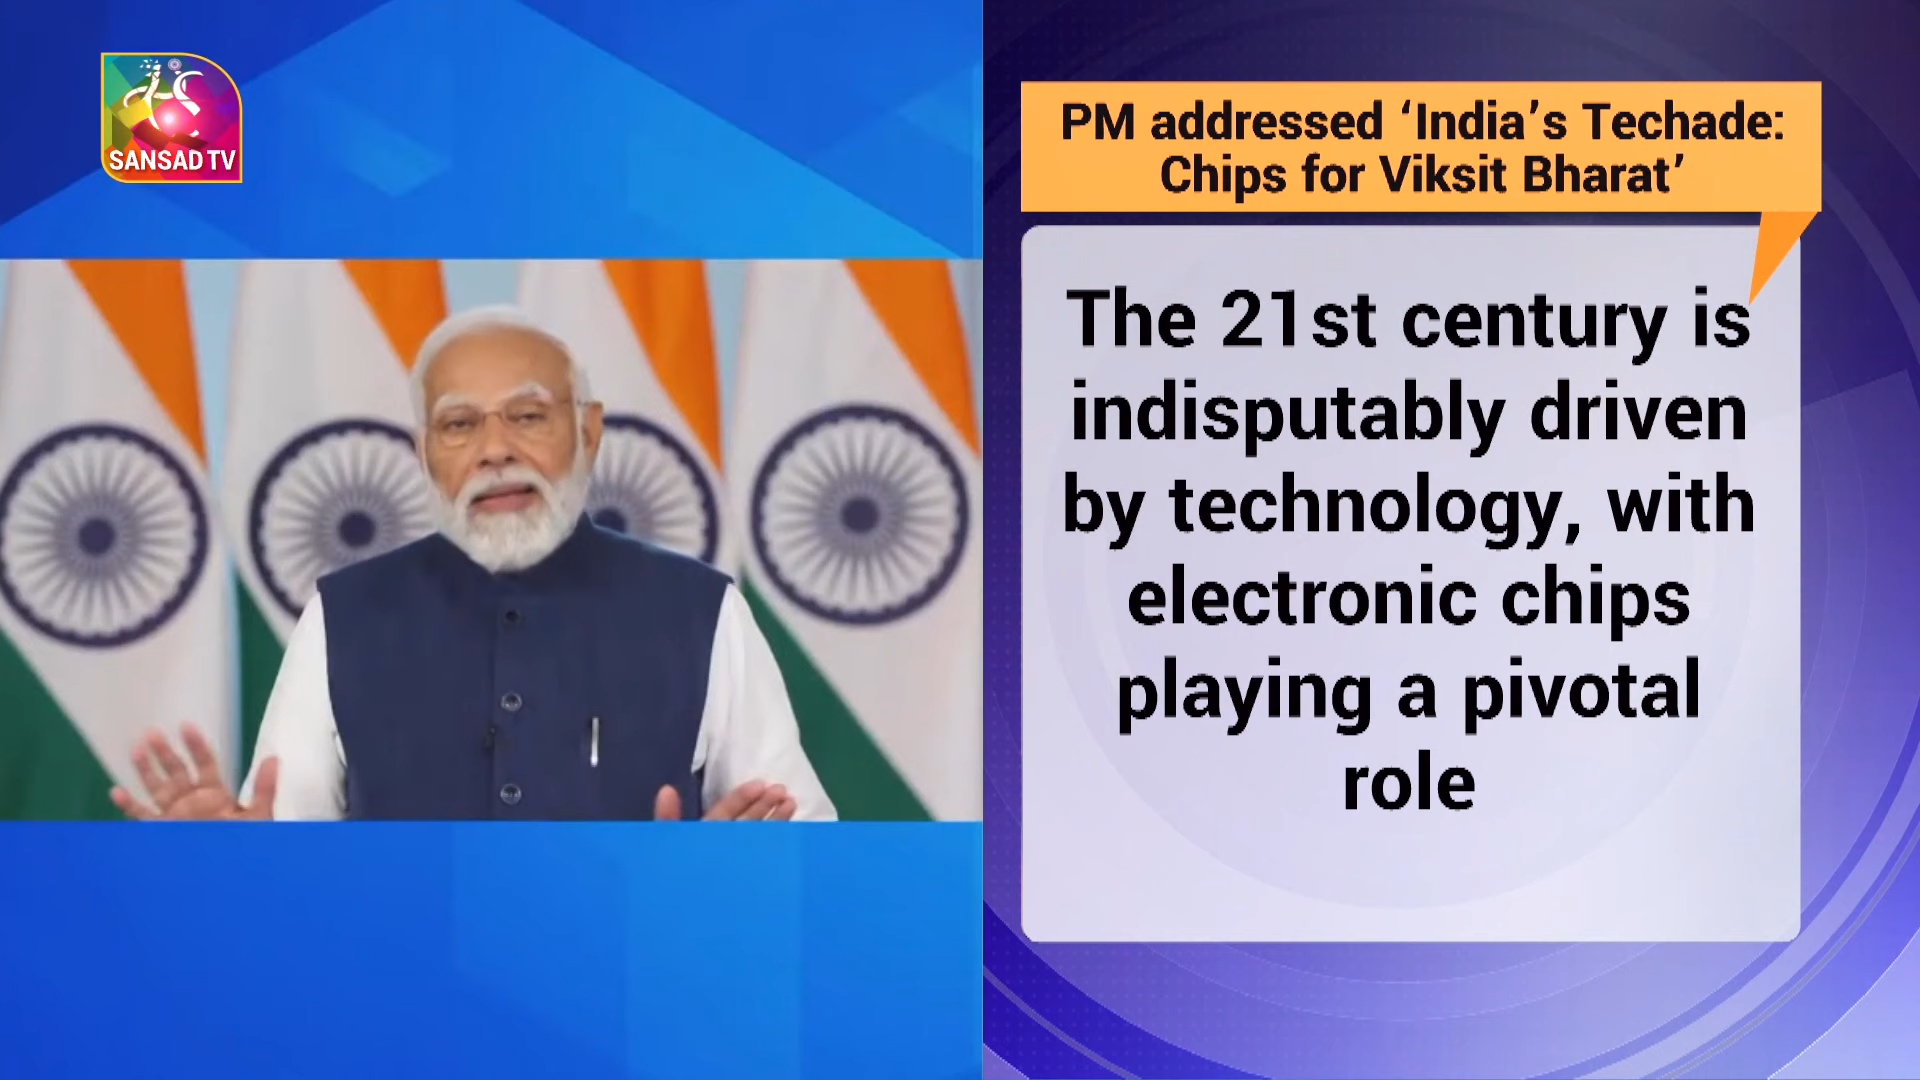 SANSAD TV
PM addressed ‘India’s Techade:
Chips for Viksit Bharat’
The 21st century is
indisputably driven
by technology, with
electronic chips
playing a pivotal
role